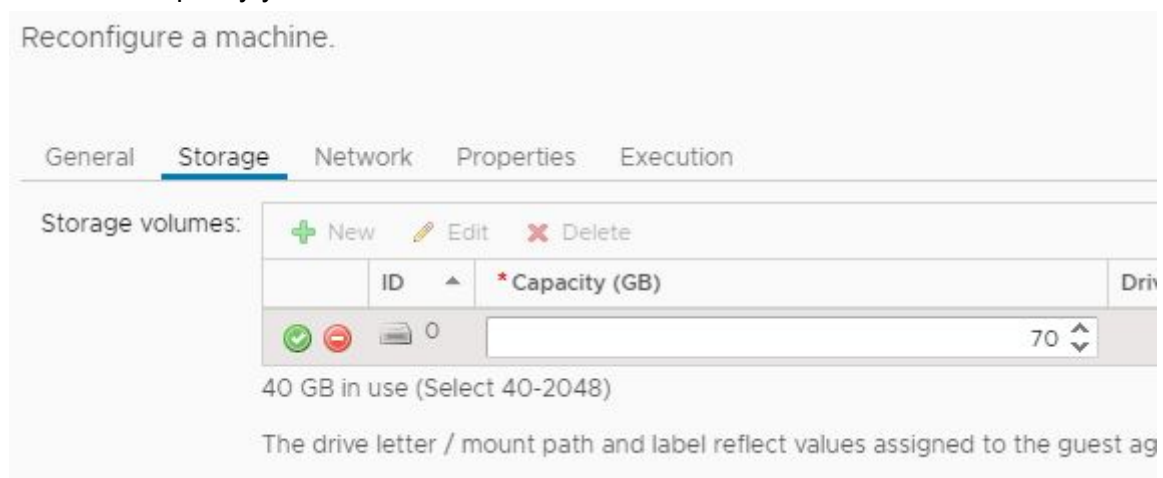 Reconfigure a machine.
General Storage Network Properties Execution
Storage volumes: New Edit Delete
ID * Capacity (GB)
0 70
40 GB in use (Select 40-2048)
The drive letter / mount path and label reflect values assigned to the guest